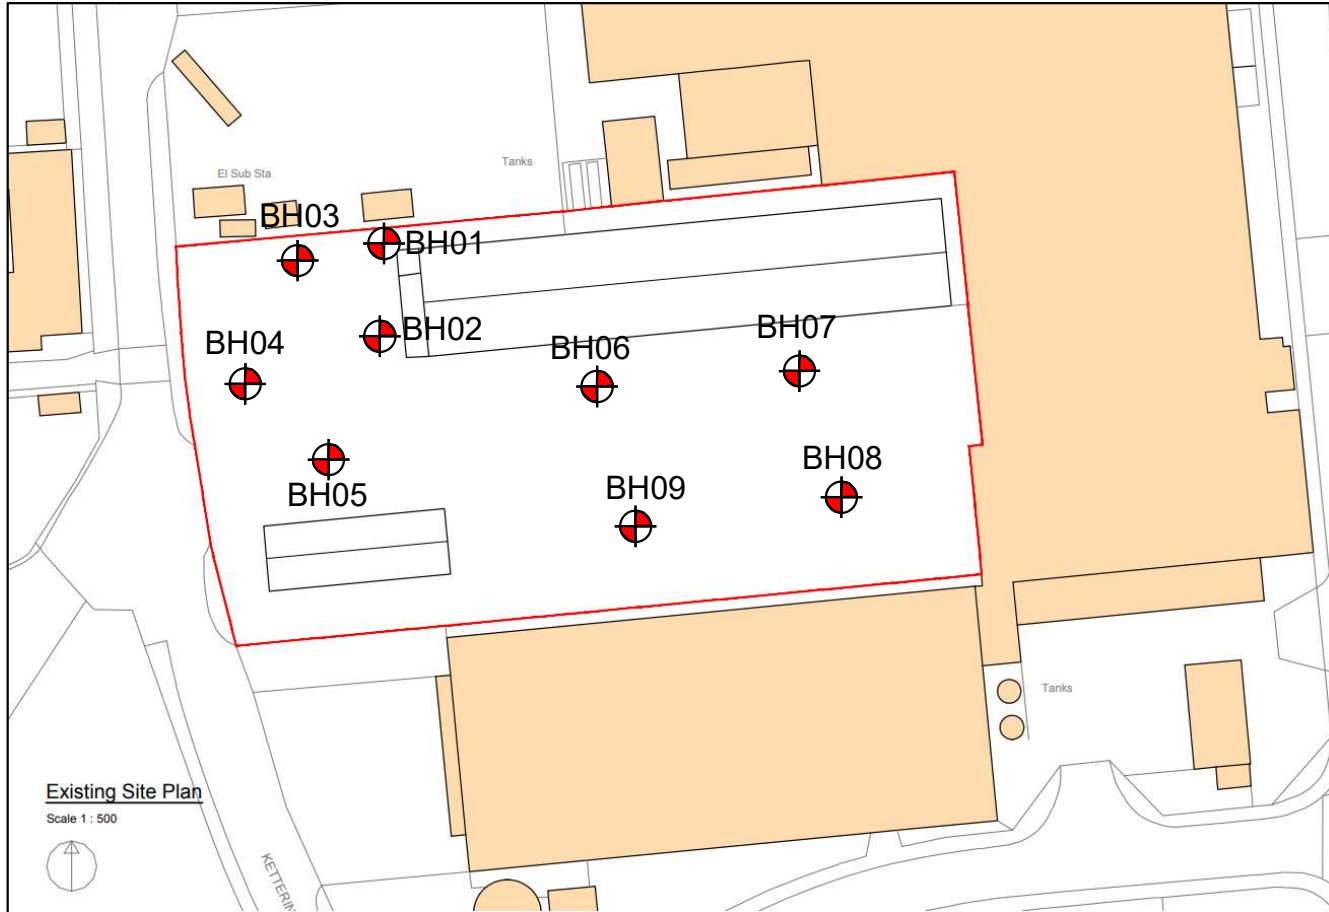 El Sub Sta
Tanks
BH03
BH01
BH02
BH04
BH06
BH07
BH05
BH09
BH08
Tanks
Existing Site Plan
Scale 1 : 500
KETTERIN